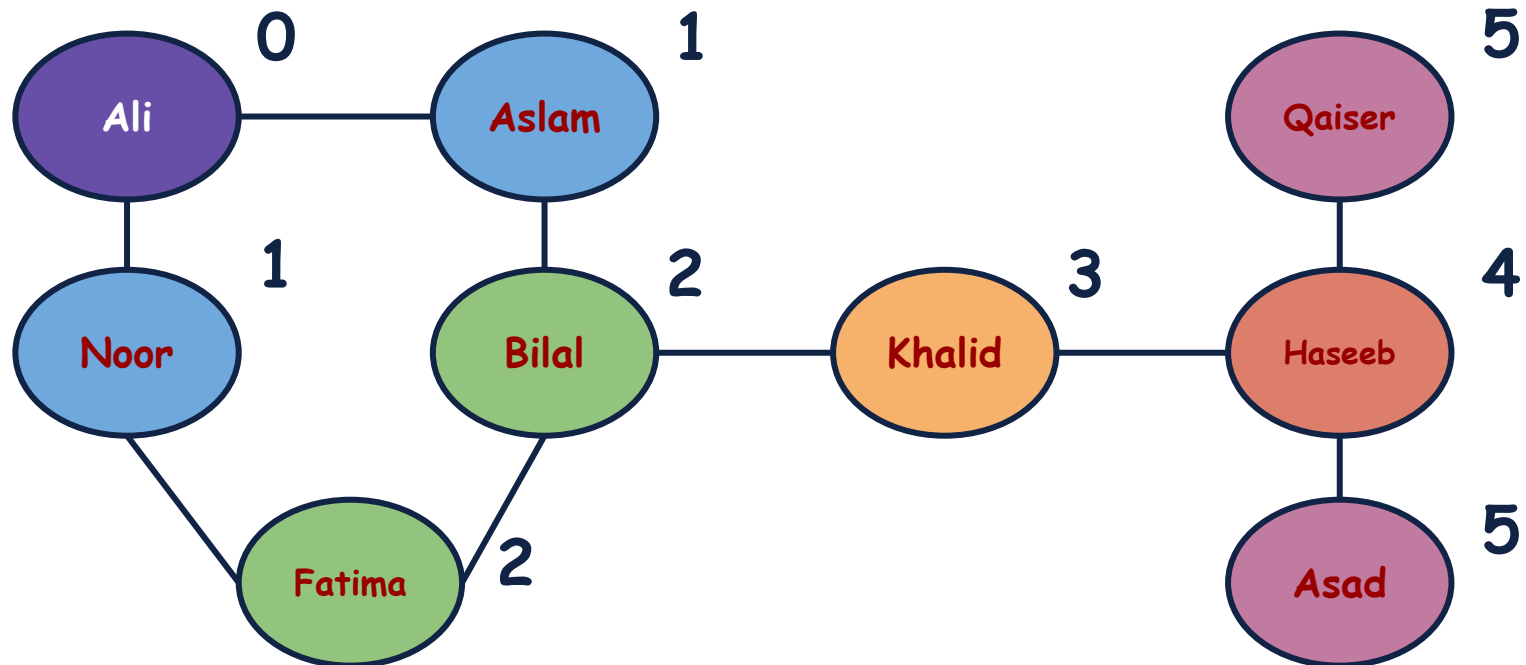 0
1
5
Ali
Aslam
Qaiser
1
2
3
4
Noor
Bilal
Khalid
Haseeb
2
5
Fatima
Asad